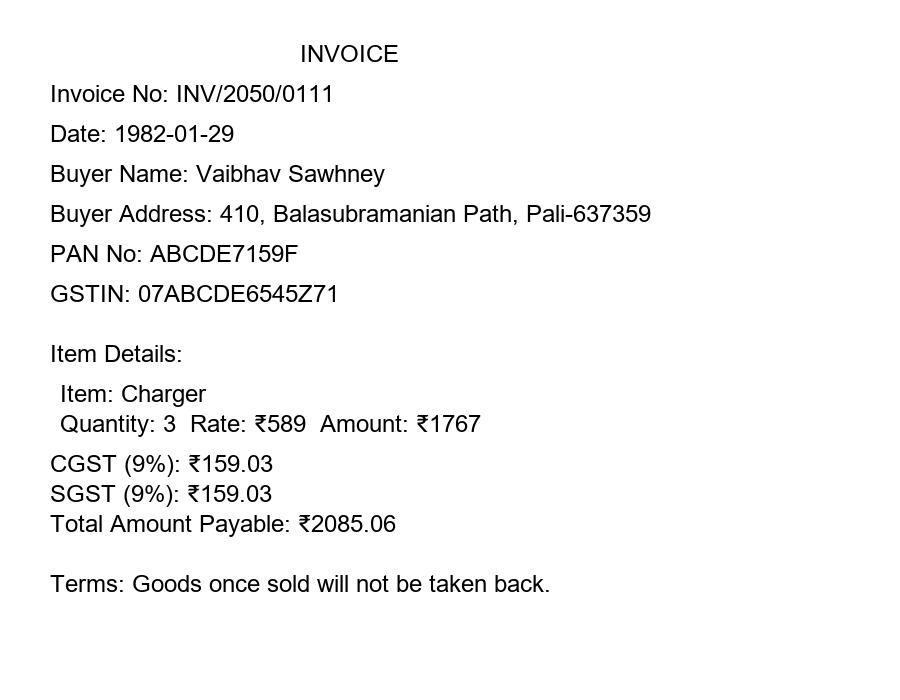 INVOICE
Invoice No: INV/2050/0111
Date: 1982-01-29
Buyer Name: Vaibhav Sawhney
Buyer Address: 410, Balasubramanian Path, Pali-637359
PAN No: ABCDE7159F
GSTIN: 07ABCDE6545Z71
Item Details:
Item: Charger
Quantity: 3  Rate: ₹589  Amount: ₹1767
CGST (9%): ₹159.03
SGST (9%): ₹159.03
Total Amount Payable: ₹2085.06
Terms: Goods once sold will not be taken back.